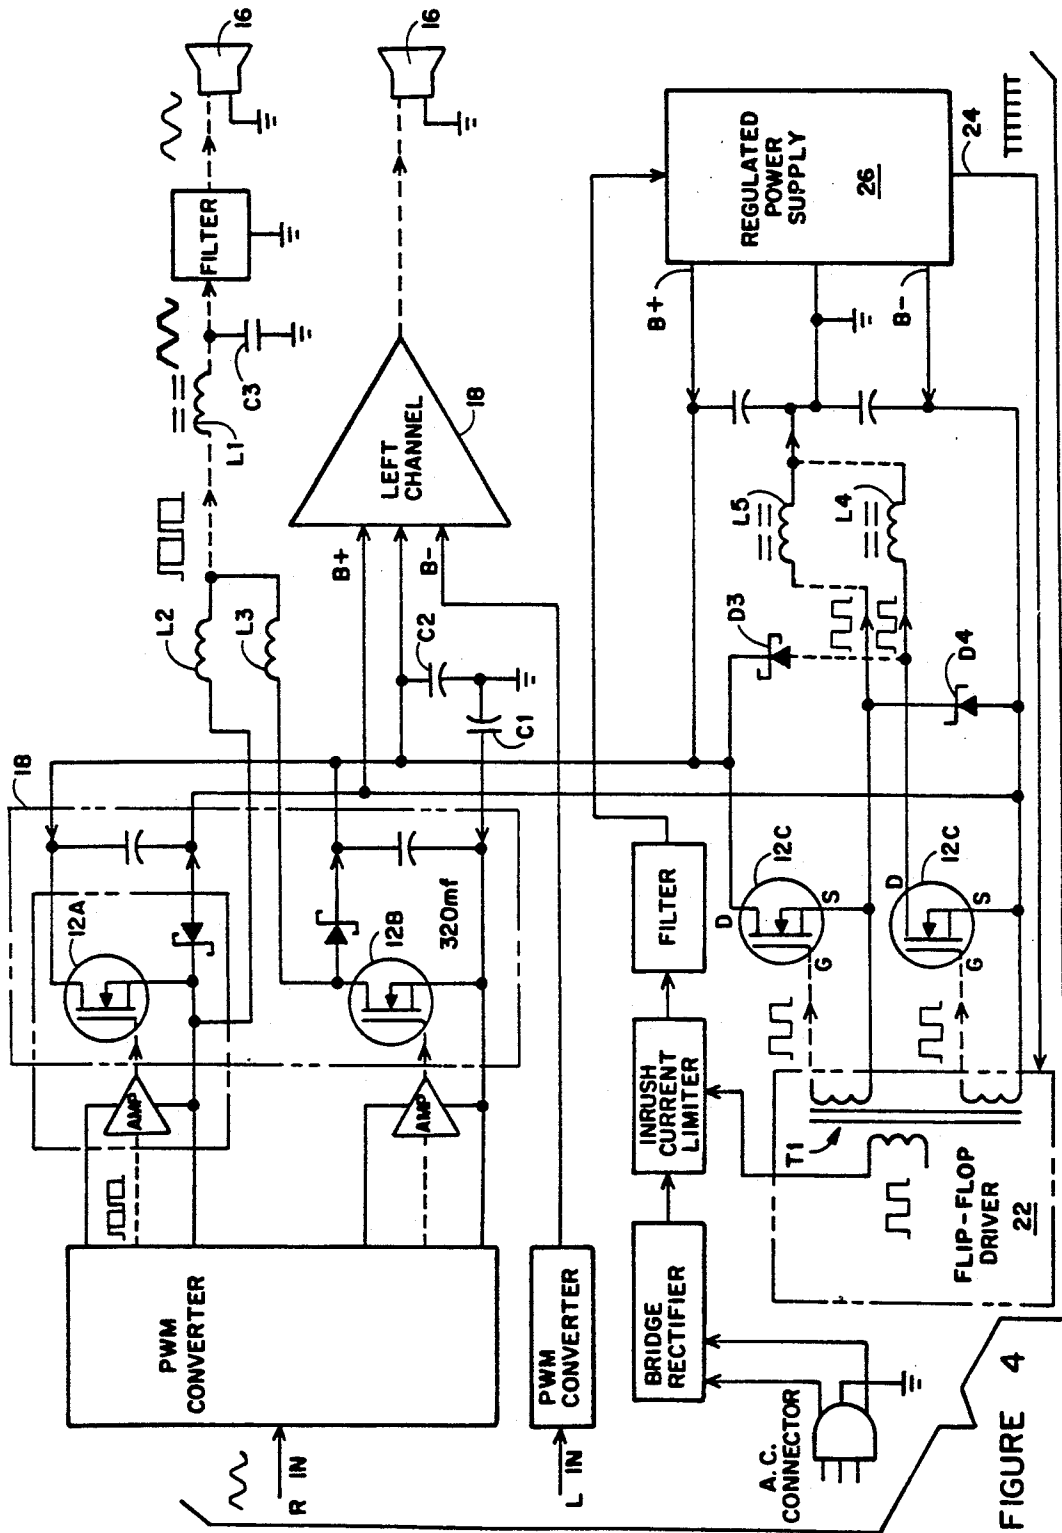 R IN
PWM
CONVERTER
AMP
AMP
18
12A
12B
320mf
L2
L3
L1
C3
FILTER
16
L IN
PWM
CONVERTER
B+
B-
C2
C1
LEFT
CHANNEL
18
16
A.C.
CONNECTOR
BRIDGE
RECTIFIER
INRUSH
CURRENT
LIMITER
FILTER
T1
FLIP-FLOP
DRIVER
22
D
12C
G
S
D
12C
G
S
D3
D4
L5
L4
B+
B-
REGULATED
POWER
SUPPLY
26
24
FIGURE 4